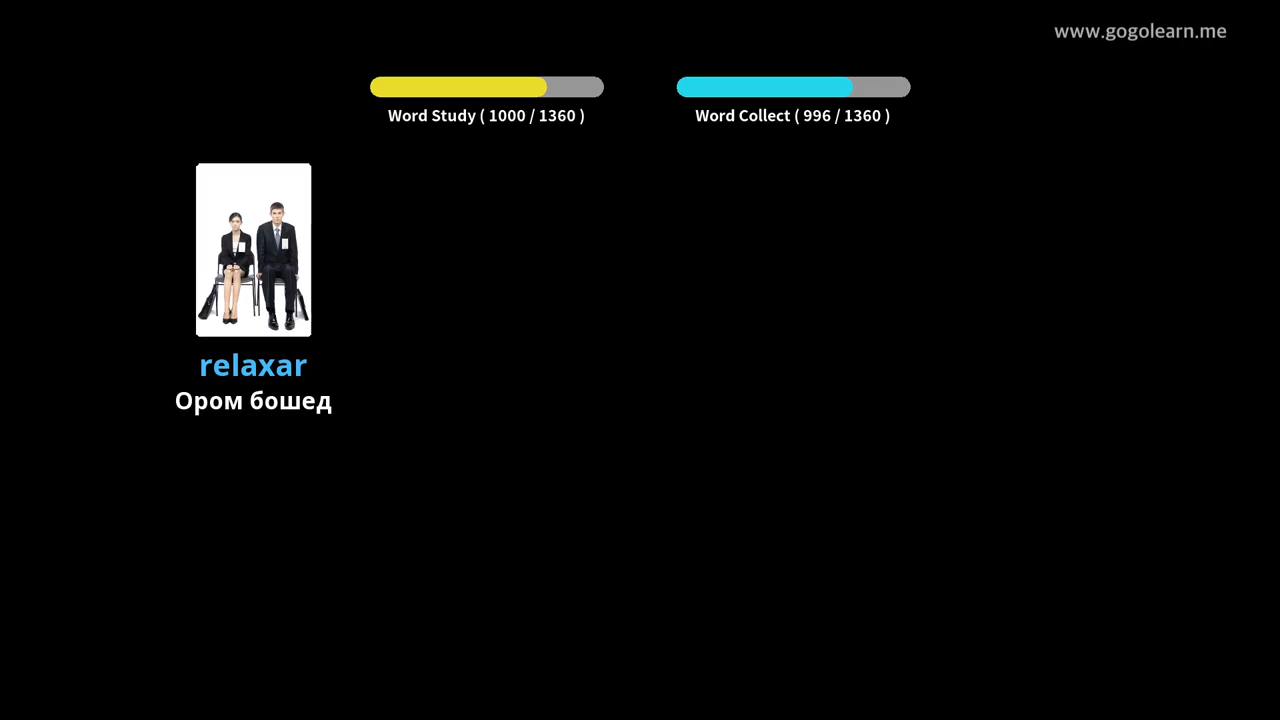 www.gogolearn.me
Word Study ( 1000 / 1360 )
Word Collect ( 996 / 1360 )
relaxar
Ором бошед